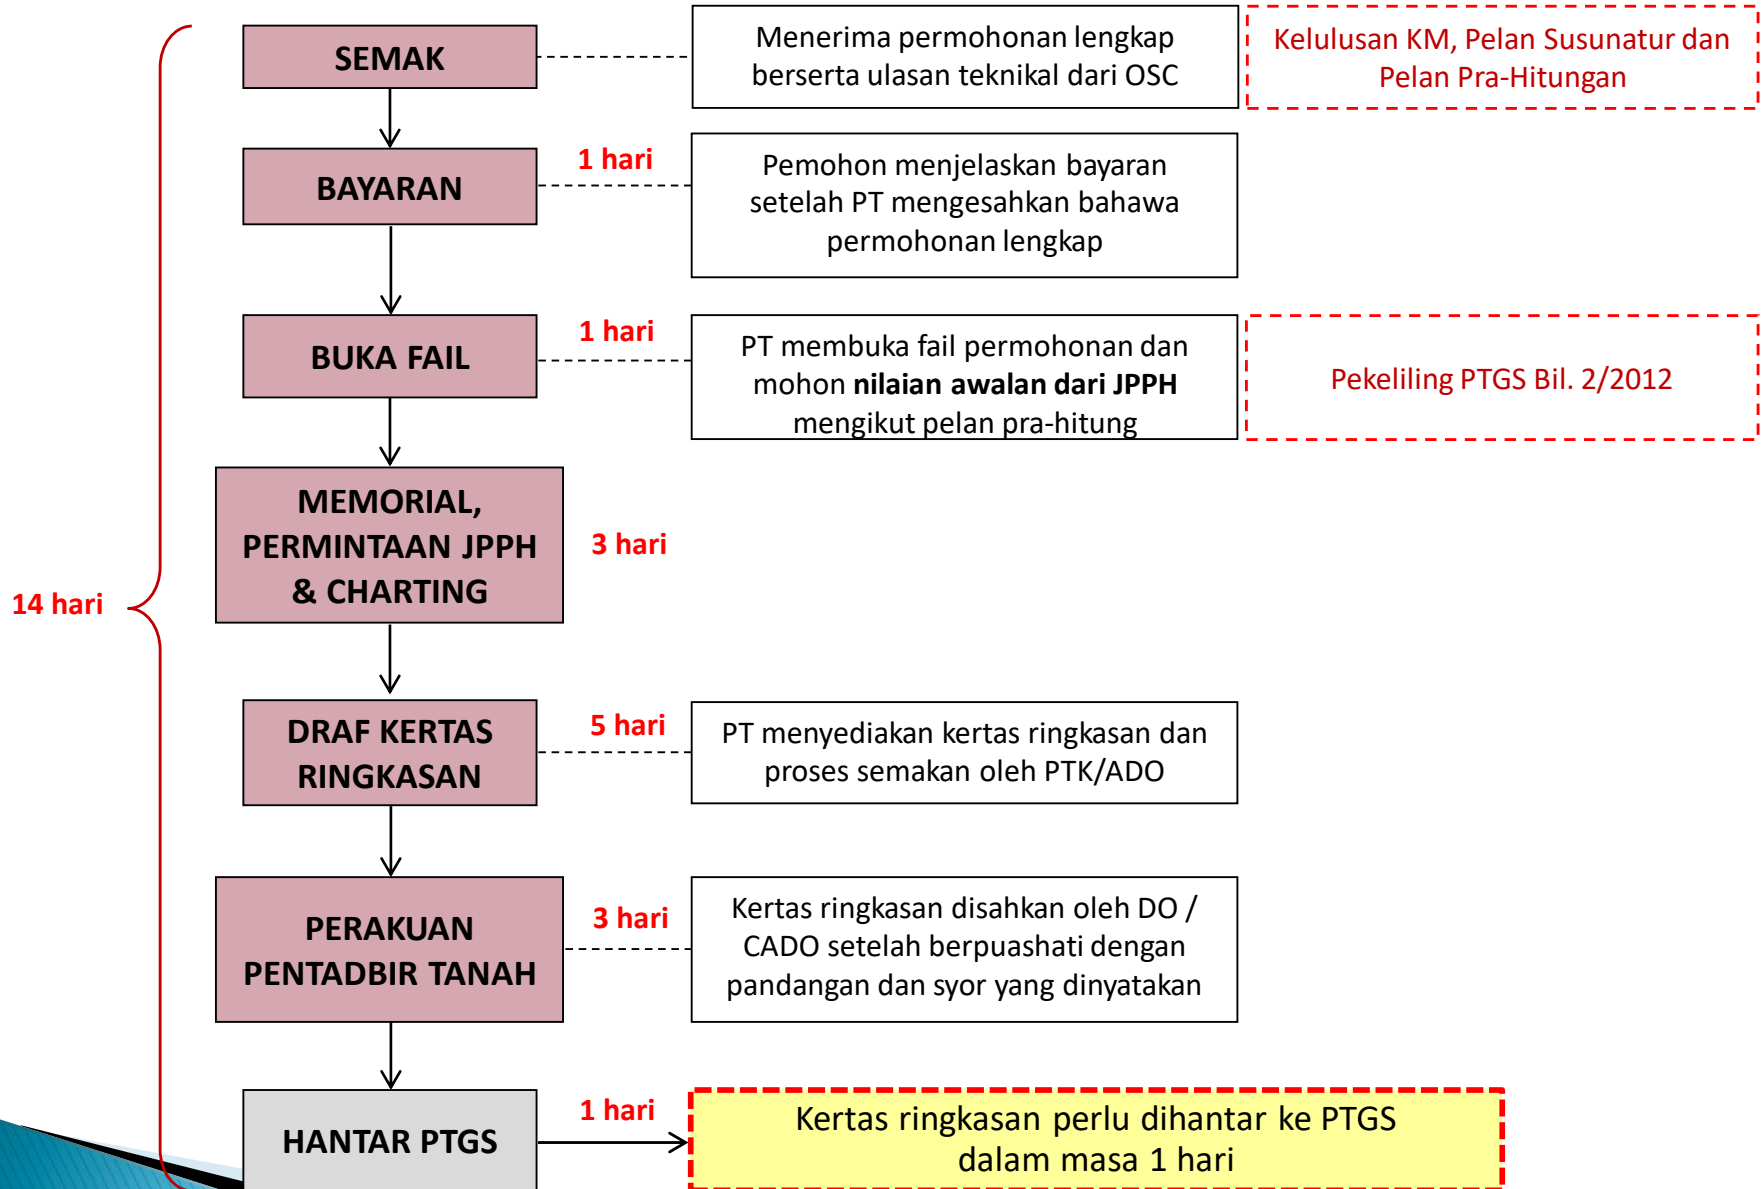 SEMAK
Menerima permohonan lengkap
berserta ulasan teknikal dari OSC
Kelulusan KM, Pelan Susunatur dan
Pelan Pra-Hitungan
BAYARAN
1 hari
Pemohon menjelaskan bayaran
setelah PT mengesahkan bahawa
permohonan lengkap
BUKA FAIL
1 hari
PT membuka fail permohonan dan
mohon nilaian awalan dari JPPH
mengikut pelan pra-hitung
Pekeliling PTGS Bil. 2/2012
MEMORIAL,
PERMINTAAN JPPH
& CHARTING
3 hari
14 hari
DRAF KERTAS
RINGKASAN
5 hari
PT menyediakan kertas ringkasan dan
proses semakan oleh PTK/ADO
PERAKUAN
PENTADBIR TANAH
3 hari
Kertas ringkasan disahkan oleh DO /
CADO setelah berpuashati dengan
pandangan dan syor yang dinyatakan
HANTAR PTGS
1 hari
Kertas ringkasan perlu dihantar ke PTGS
dalam masa 1 hari